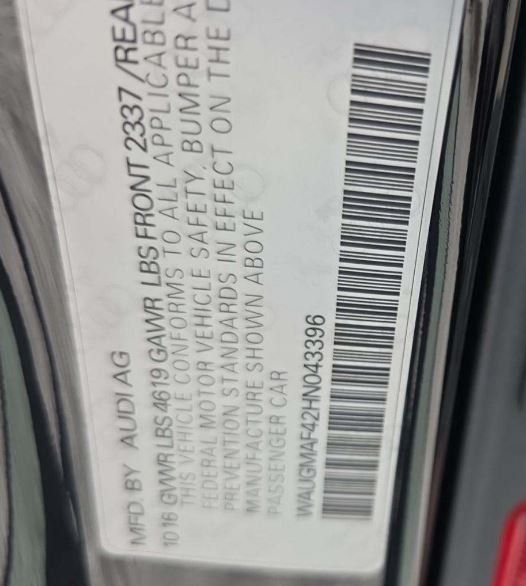 MFD. BY AUDI AG
10 16 GVWR LBS 4619 GAWR LBS FRONT 2337 /REA
THIS VEHICLE CONFORMS TO ALL APPLICABLE
FEDERAL MOTOR VEHICLE SAFETY, BUMPER A
PREVENTION STANDARDS IN EFFECT ON THE D
MANUFACTURE SHOWN ABOVE
PASSENGER CAR
WAUGMAF42HN043396